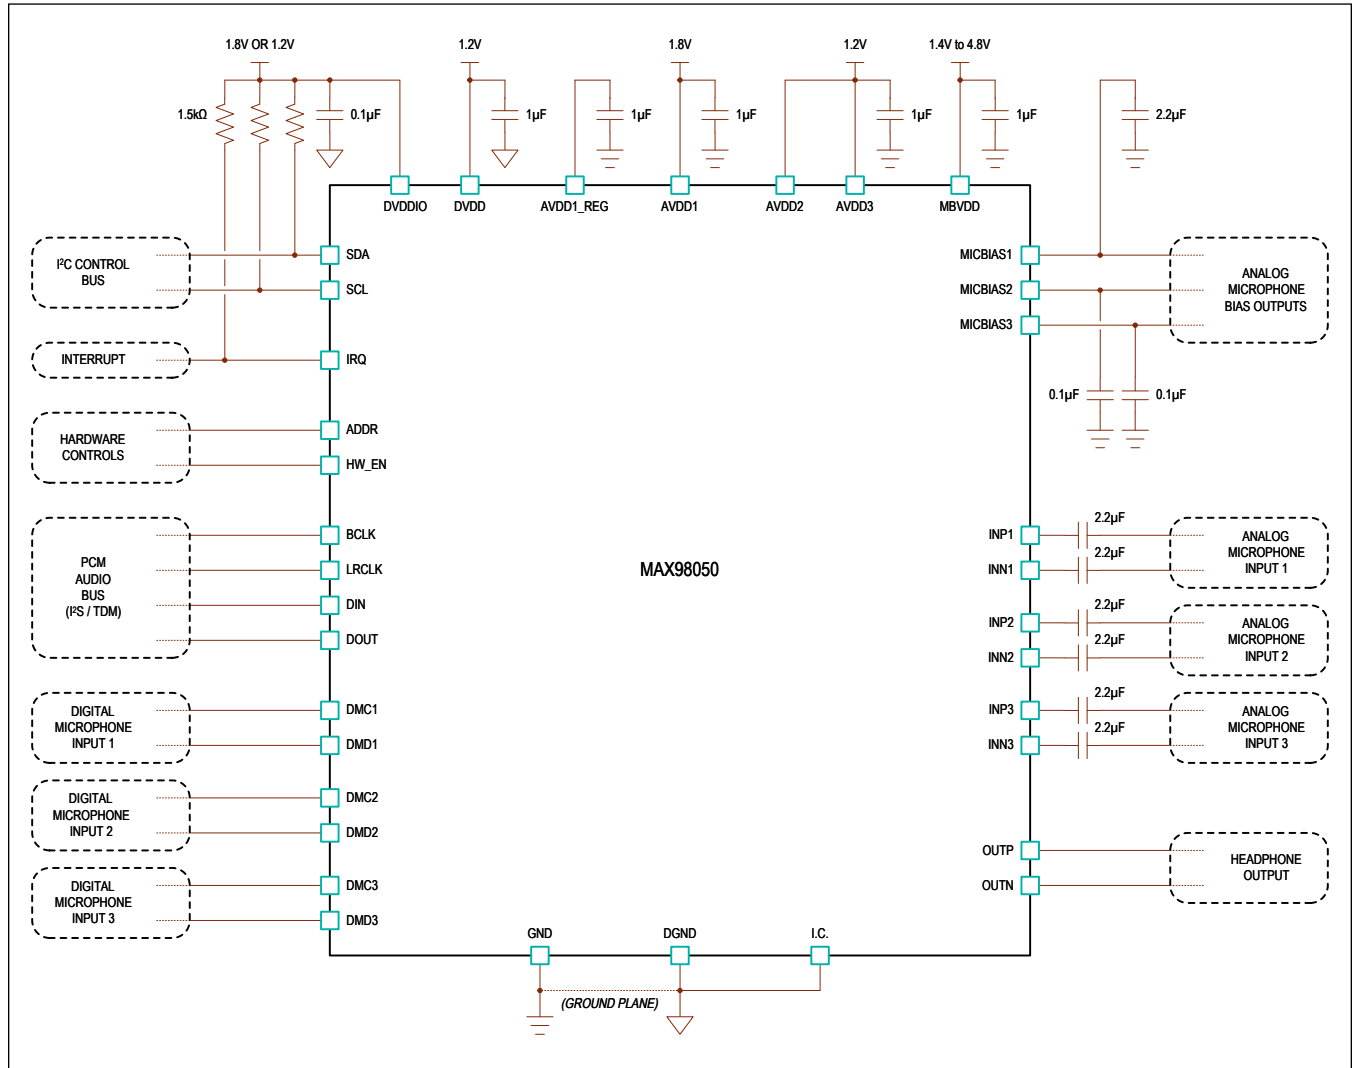 1.8V OR 1.2V
1.2V
1.8V
1.2V
1.4V to 4.8V
1.5kΩ
0.1µF
1µF
1µF
1µF
1µF
1µF
2.2µF
DVDDIO
DVDD
AVDD1_REG
AVDD1
AVDD2
AVDD3
MBVDD
I²C CONTROL
BUS
SDA
SCL
INTERRUPT
IRQ
HARDWARE
CONTROLS
ADDR
HW_EN
PCM
AUDIO
BUS
(I²S / TDM)
BCLK
LRCLK
DIN
DOUT
DIGITAL
MICROPHONE
INPUT 1
DMC1
DMD1
DIGITAL
MICROPHONE
INPUT 2
DMC2
DMD2
DIGITAL
MICROPHONE
INPUT 3
DMC3
DMD3
MAX98050
MICBIAS1
MICBIAS2
MICBIAS3
ANALOG
MICROPHONE
BIAS OUTPUTS
0.1µF
0.1µF
INP1
INN1
2.2µF
2.2µF
ANALOG
MICROPHONE
INPUT 1
INP2
INN2
2.2µF
2.2µF
ANALOG
MICROPHONE
INPUT 2
INP3
INN3
2.2µF
2.2µF
ANALOG
MICROPHONE
INPUT 3
OUTP
OUTN
HEADPHONE
OUTPUT
GND
DGND
I.C.
(GROUND PLANE)